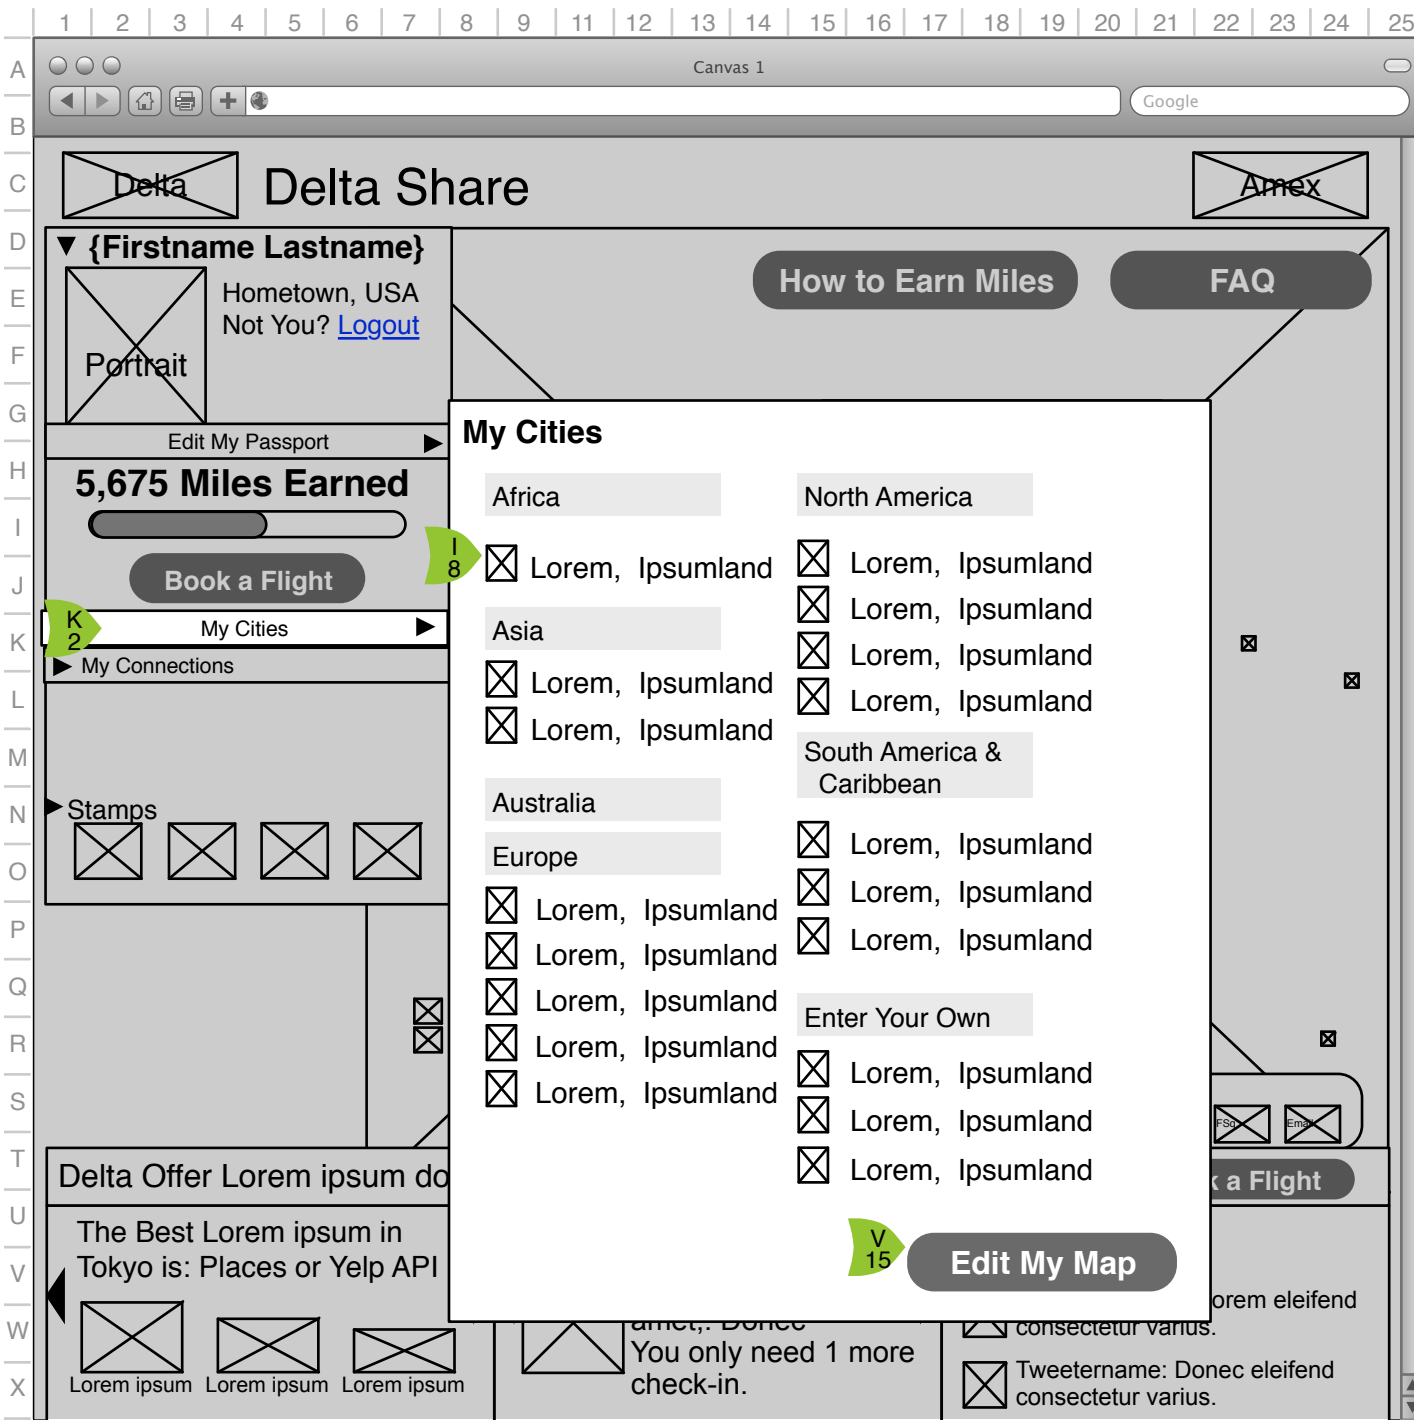 1 2 3 4 5 6 7 8 9 11 12 13 14 15 16 17 18 19 20 21 22 23 24 25
A
B
C
D
E
F
G
H
I
J
K
L
M
N
O
P
Q
R
S
T
U
V
W
X
Canvas 1
Google
Delta
Delta Share
Amex
{Firstname Lastname}
Hometown, USA
Not You? Logout
Portrait
Edit My Passport
5,675 Miles Earned
Book a Flight
K
2
My Cities
My Connections
Stamps
How to Earn Miles
FAQ
My Cities
Africa
I
8
Lorem, Ipsumland
Asia
Lorem, Ipsumland
Lorem, Ipsumland
Australia
Europe
Lorem, Ipsumland
Lorem, Ipsumland
Lorem, Ipsumland
Lorem, Ipsumland
Lorem, Ipsumland
North America
Lorem, Ipsumland
Lorem, Ipsumland
Lorem, Ipsumland
Lorem, Ipsumland
South America &
Caribbean
Lorem, Ipsumland
Lorem, Ipsumland
Lorem, Ipsumland
Enter Your Own
Lorem, Ipsumland
Lorem, Ipsumland
Lorem, Ipsumland
V
15
Edit My Map
FSq
Email
Delta Offer Lorem ipsum do
a Flight
The Best Lorem ipsum in
Tokyo is: Places or Yelp API
Lorem ipsum Lorem ipsum Lorem ipsum
amet,. Donec
You only need 1 more
check-in.
orem eleifend
consectetur varius.
Tweetername: Donec eleifend
consectetur varius.